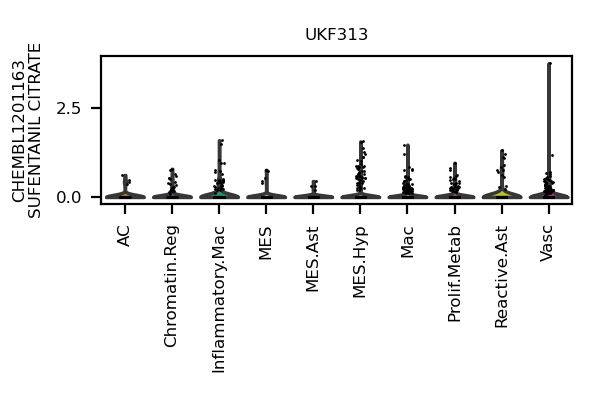 UKF313
CHEMBL1201163
SUFENTANIL CITRATE
2.5
0.0
AC
Chromatin.Reg
Inflammatory.Mac
MES
MES.Ast
MES.Hyp
Mac
Prolif.Metab
Reactive.Ast
Vasc